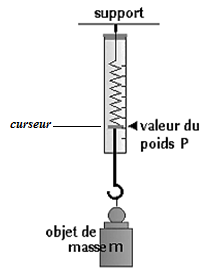 support
curseur
valeur du
poids P
objet de
masse m